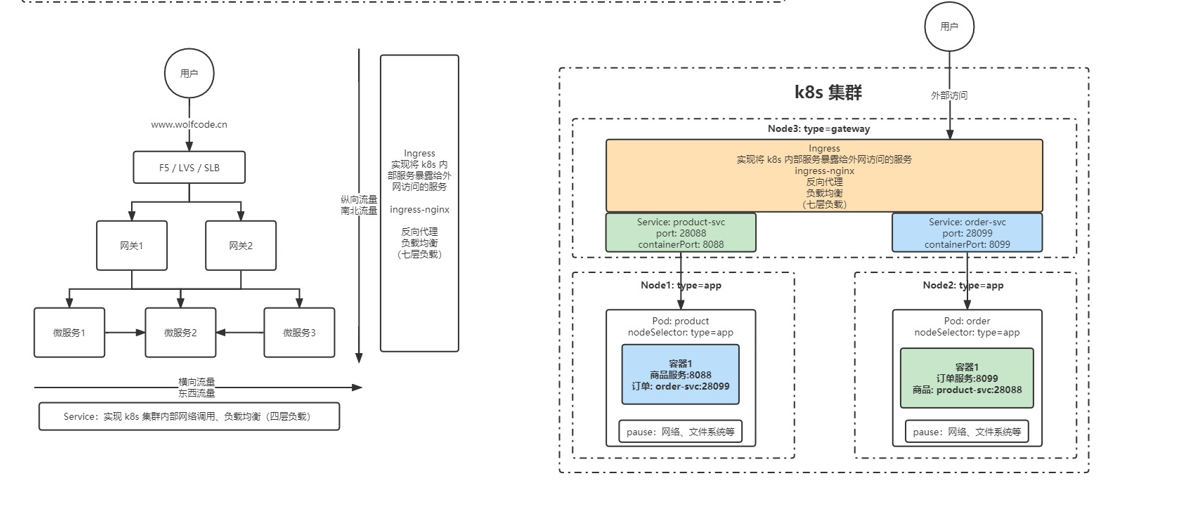 用户
www.wolfcode.cn
F5 / LVS / SLB
网关1
网关2
微服务1
微服务2
微服务3
横向流量
东西流量
Service：实现 k8s 集群内部网络调用、负载均衡（四层负载）
纵向流量
南北流量
Ingress
实现将 k8s 内
部服务暴露给外
网访问的服务
ingress-nginx
反向代理
负载均衡
（七层负载）
用户
外部访问
k8s 集群
Node3: type=gateway
Ingress
实现将 k8s 内部服务暴露给外网访问的服务
ingress-nginx
反向代理
负载均衡
（七层负载）
Service: product-svc
port: 28088
containerPort: 8088
Service: order-svc
port: 28099
containerPort: 8099
Node1: type=app
Pod: product
nodeSelector: type=app
容器1
商品服务:8088
订单: order-svc:28099
pause：网络、文件系统等
Node2: type=app
Pod: order
nodeSelector: type=app
容器1
订单服务:8099
商品: product-svc:28088
pause：网络、文件系统等